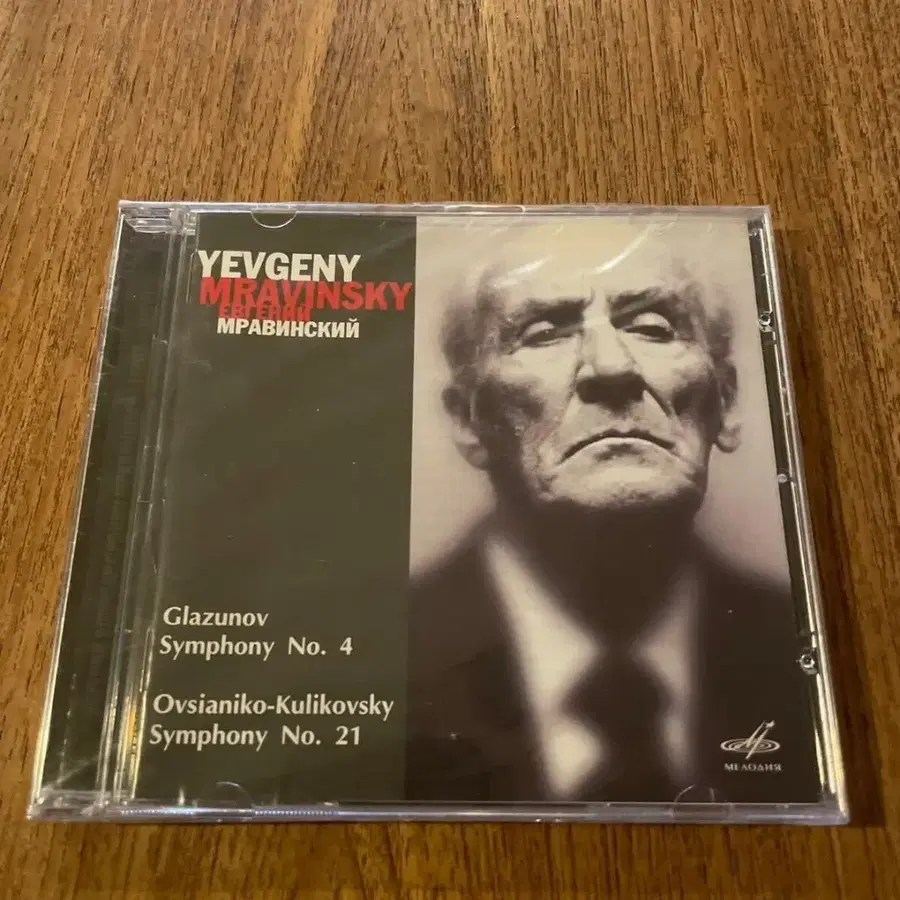 YEVGENY
MRAVINSKY
ЕВГЕНИЙ
МРАВИНСКИЙ
Glazunov
Symphony No. 4
Ovsianiko-Kulikovsky
Symphony No. 21
МЕЛОДИЯ